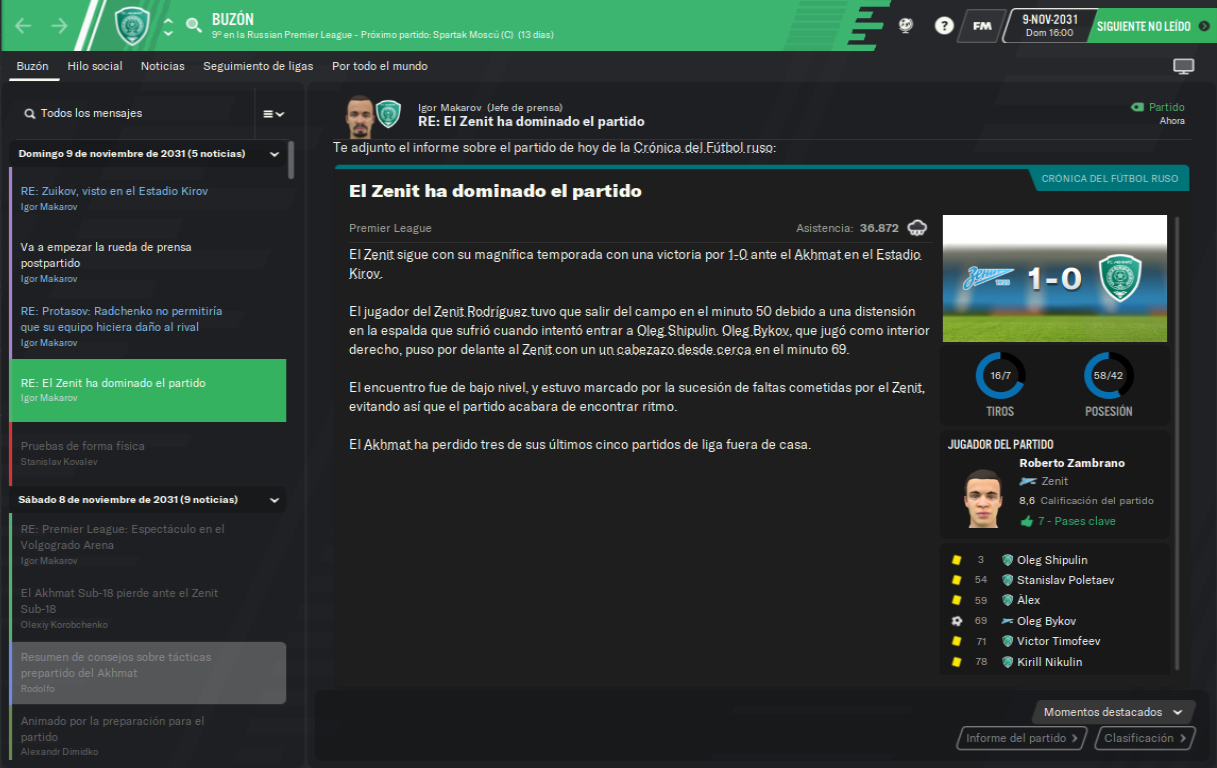 BUZÓN
9º en la Russian Premier League - Próximo partido: Spartak Moscú (C) (13 días)
?
FM
9-NOV-2031
Dom 16:00
SIGUIENTE NO LEÍDO
Buzón Hilo social Noticias Seguimiento de ligas Por todo el mundo
Todos los mensajes
Domingo 9 de noviembre de 2031 (5 noticias)
RE: Zuikov, visto en el Estadio Kirov
Igor Makarov
Va a empezar la rueda de prensa
postpartido
Igor Makarov
RE: Protasov: Radchenko no permitiría
que su equipo hiciera daño al rival
Igor Makarov
RE: El Zenit ha dominado el partido
Igor Makarov
Pruebas de forma física
Stanislav Kovalev
Sábado 8 de noviembre de 2031 (9 noticias)
RE: Premier League: Espectáculo en el
Volgogrado Arena
Igor Makarov
El Akhmat Sub-18 pierde ante el Zenit
Sub-18
Olexiy Korobchenko
Resumen de consejos sobre tácticas
prepartido del Akhmat
Rodolfo
Animado por la preparación para el
partido
Alexandr Dimidko
Igor Makarov (Jefe de prensa)
RE: El Zenit ha dominado el partido
Partido
Ahora
Te adjunto el informe sobre el partido de hoy de la Crónica del Fútbol ruso:
El Zenit ha dominado el partido
CRÓNICA DEL FÚTBOL RUSO
Premier League
Asistencia: 36.872
El Zenit sigue con su magnífica temporada con una victoria por 1-0 ante el Akhmat en el Estadio
Kirov.
El jugador del Zenit Rodríguez tuvo que salir del campo en el minuto 50 debido a una distensión
en la espalda que sufrió cuando intentó entrar a Oleg Shipulin. Oleg Bykov, que jugó como interior
derecho, puso por delante al Zenit con un un cabezazo desde cerca en el minuto 69.
El encuentro fue de bajo nivel, y estuvo marcado por la sucesión de faltas cometidas por el Zenit,
evitando así que el partido acabara de encontrar ritmo.
El Akhmat ha perdido tres de sus últimos cinco partidos de liga fuera de casa.
1-0
16/7
TIROS
58/42
POSESIÓN
JUGADOR DEL PARTIDO
Roberto Zambrano
Zenit
8,6 Calificación del partido
7 - Pases clave
3 Oleg Shipulin
54 Stanislav Poletaev
59 Àlex
69 Oleg Bykov
71 Victor Timofeev
78 Kirill Nikulin
Momentos destacados
Informe del partido
Clasificación